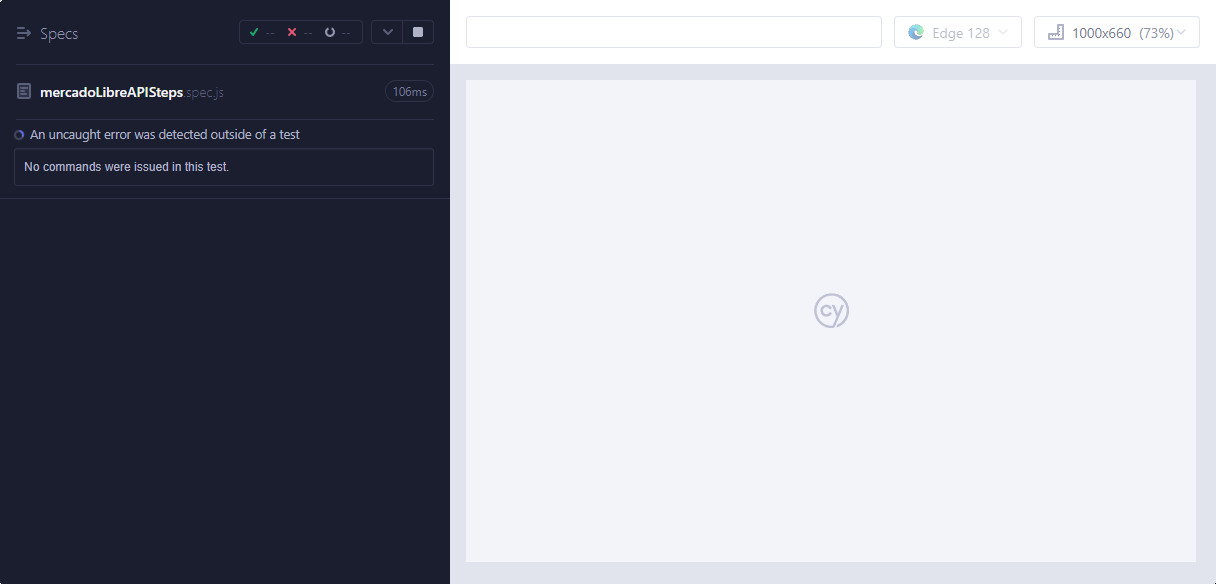 Specs
--
--
--
Edge 128
1000x660 (73%)
mercadoLibreAPISteps.spec.js
106ms
An uncaught error was detected outside of a test
No commands were issued in this test.
cy